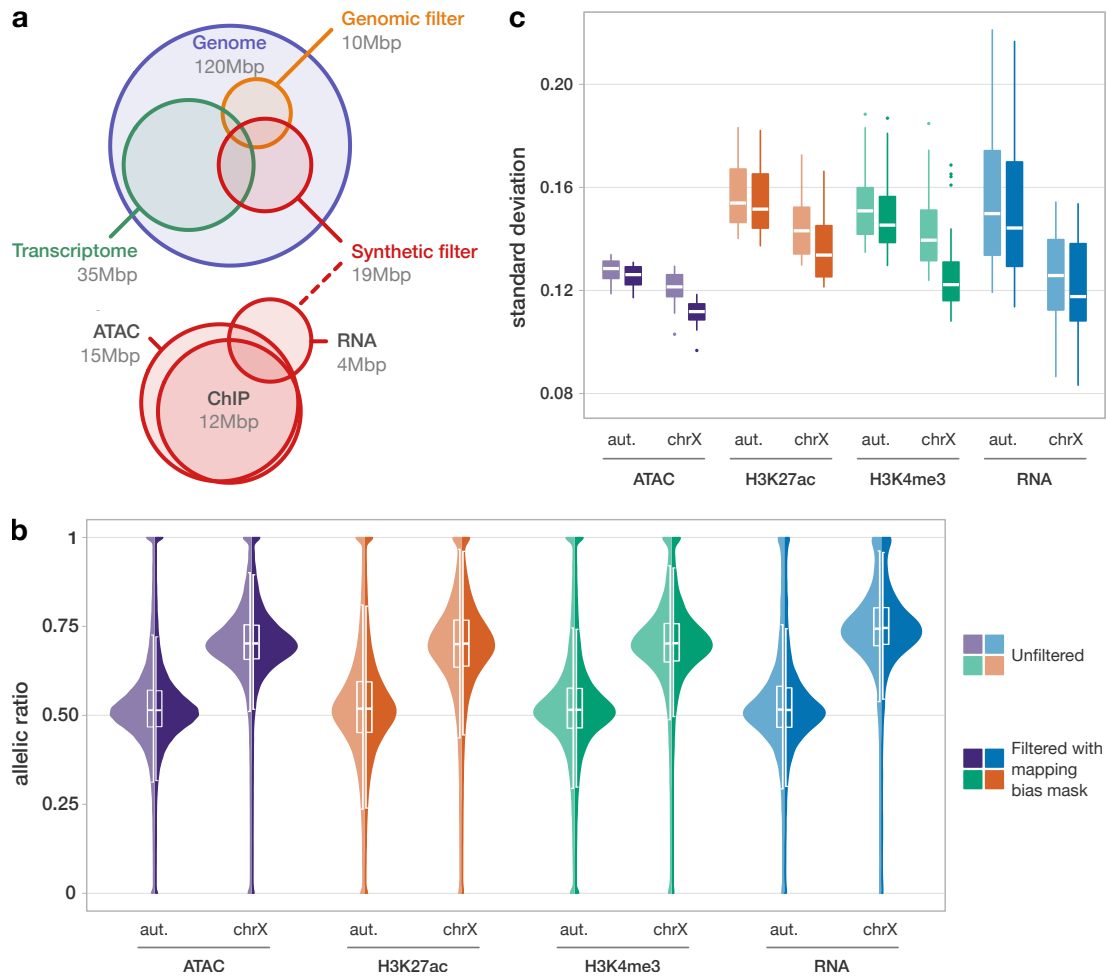 a
Genomic filter
10Mbp
Genome
120Mbp
Transcriptome
35Mbp
Synthetic filter
19Mbp
ATAC
15Mbp
RNA
4Mbp
ChIP
12Mbp
c
standard deviation
0.20
0.16
0.12
0.08
aut. chrX aut. chrX aut. chrX aut. chrX
ATAC H3K27ac H3K4me3 RNA
b
allelic ratio
1
0.75
0.50
0.25
0
aut. chrX aut. chrX aut. chrX aut. chrX
ATAC H3K27ac H3K4me3 RNA
Unfiltered
Filtered with
mapping
bias mask